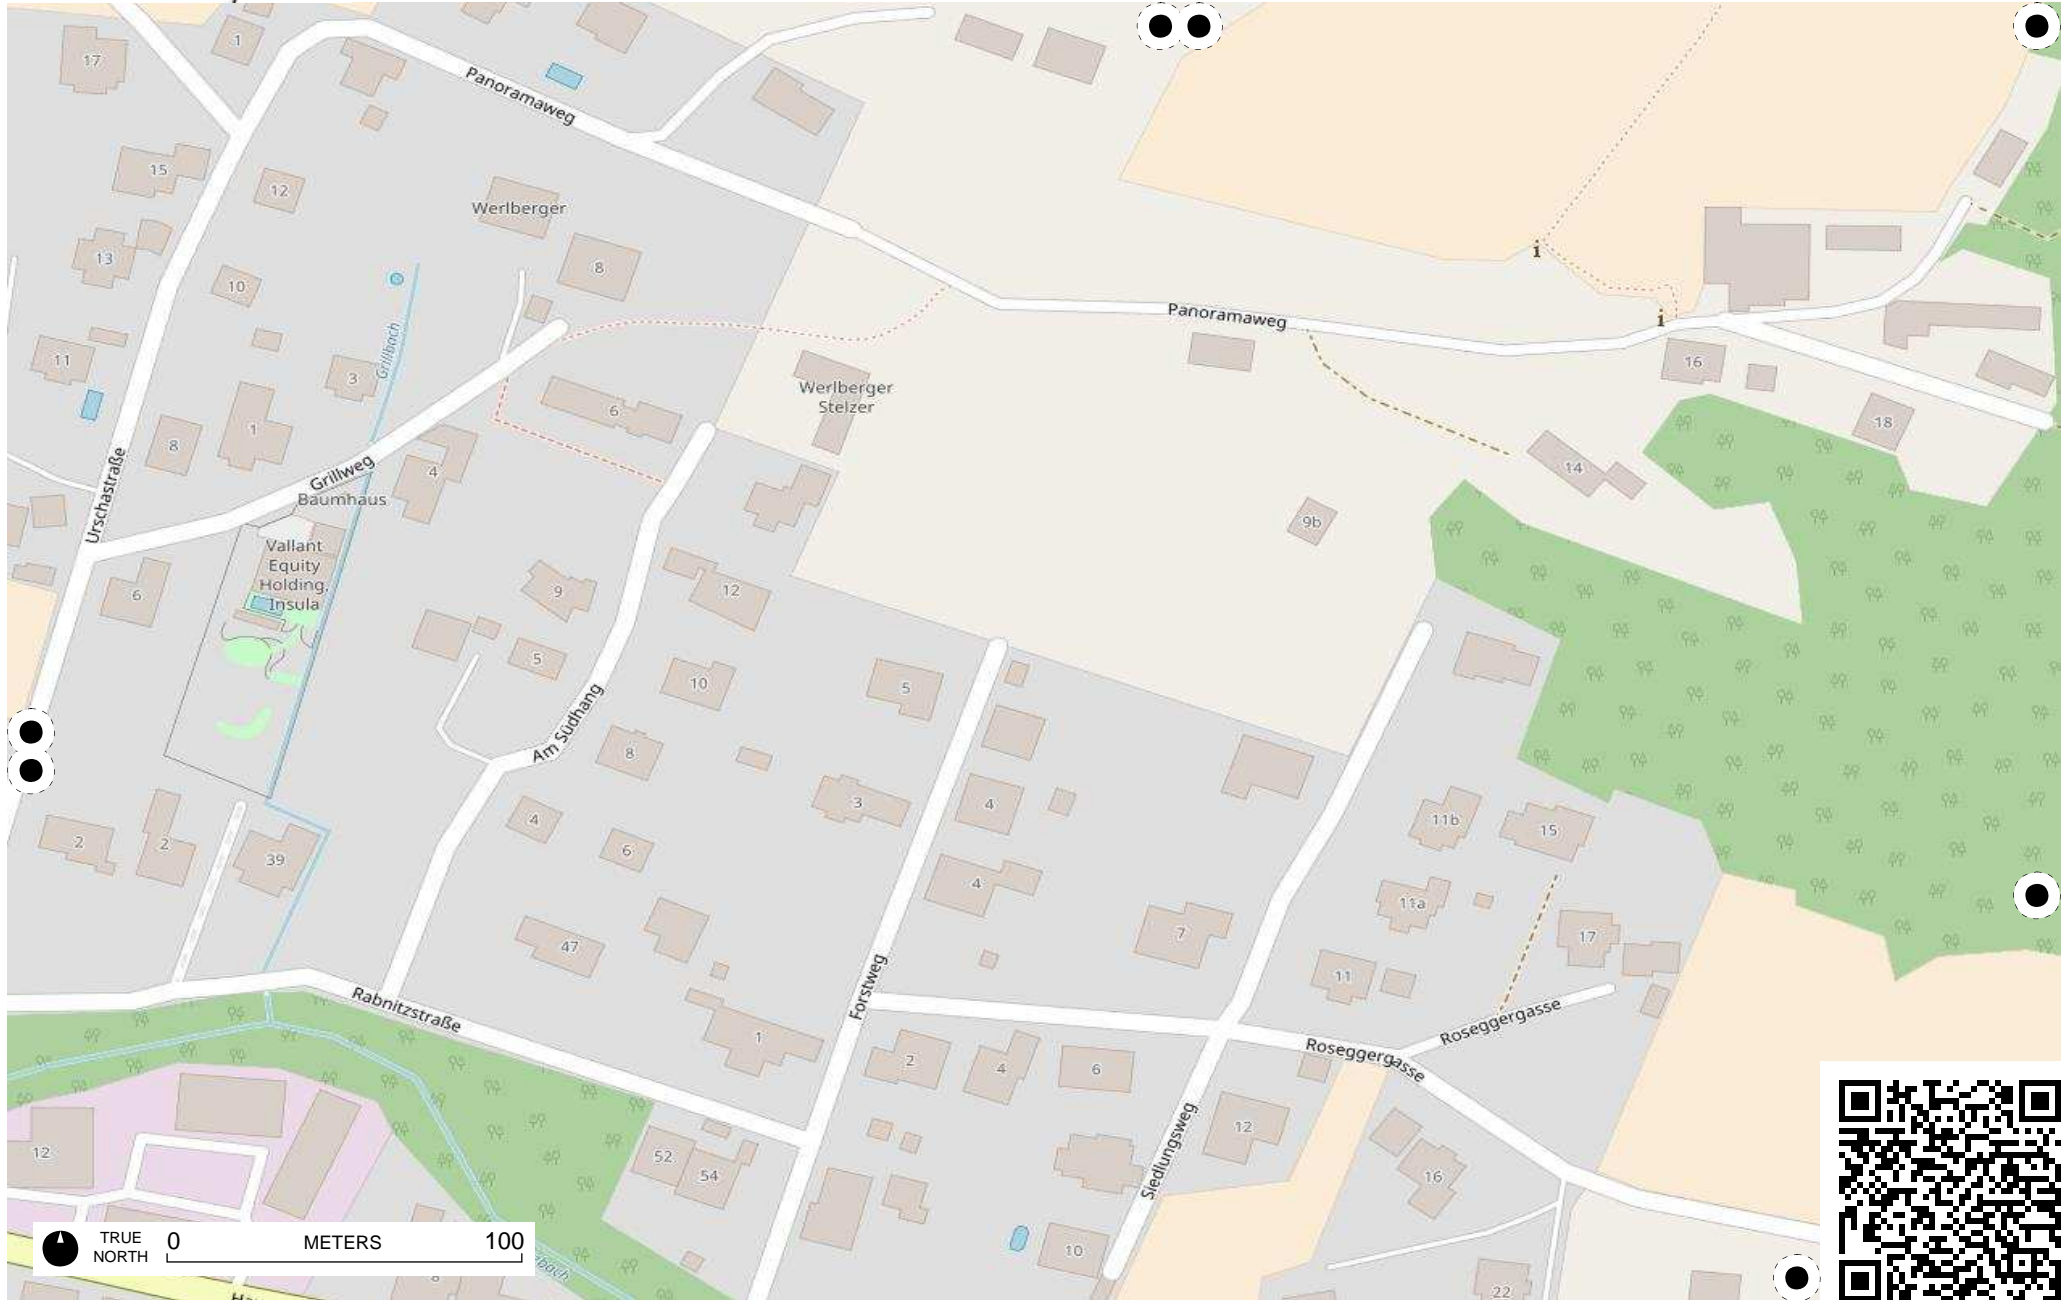 17
1
Panoramaweg
15
12
Werlberger
13
8
10
i
Panoramaweg
i
Grillbach
11
3
16
Werlberger
Stelzer
6
18
8
1
4
14
Grillweg
Baumhaus
Urschastraße
9b
Vallant
Equity
Holding,
Insula
6
9
12
5
10
5
Am Südhang
8
4
3
4
11b
15
2
2
39
6
4
11a
7
17
47
11
Forstweg
Rabnitzstraße
Roseggergasse
1
2
4
6
Roseggergasse
12
Siedlungsweg
12
52
54
16
TRUE
NORTH
0
METERS
100
10
8
22